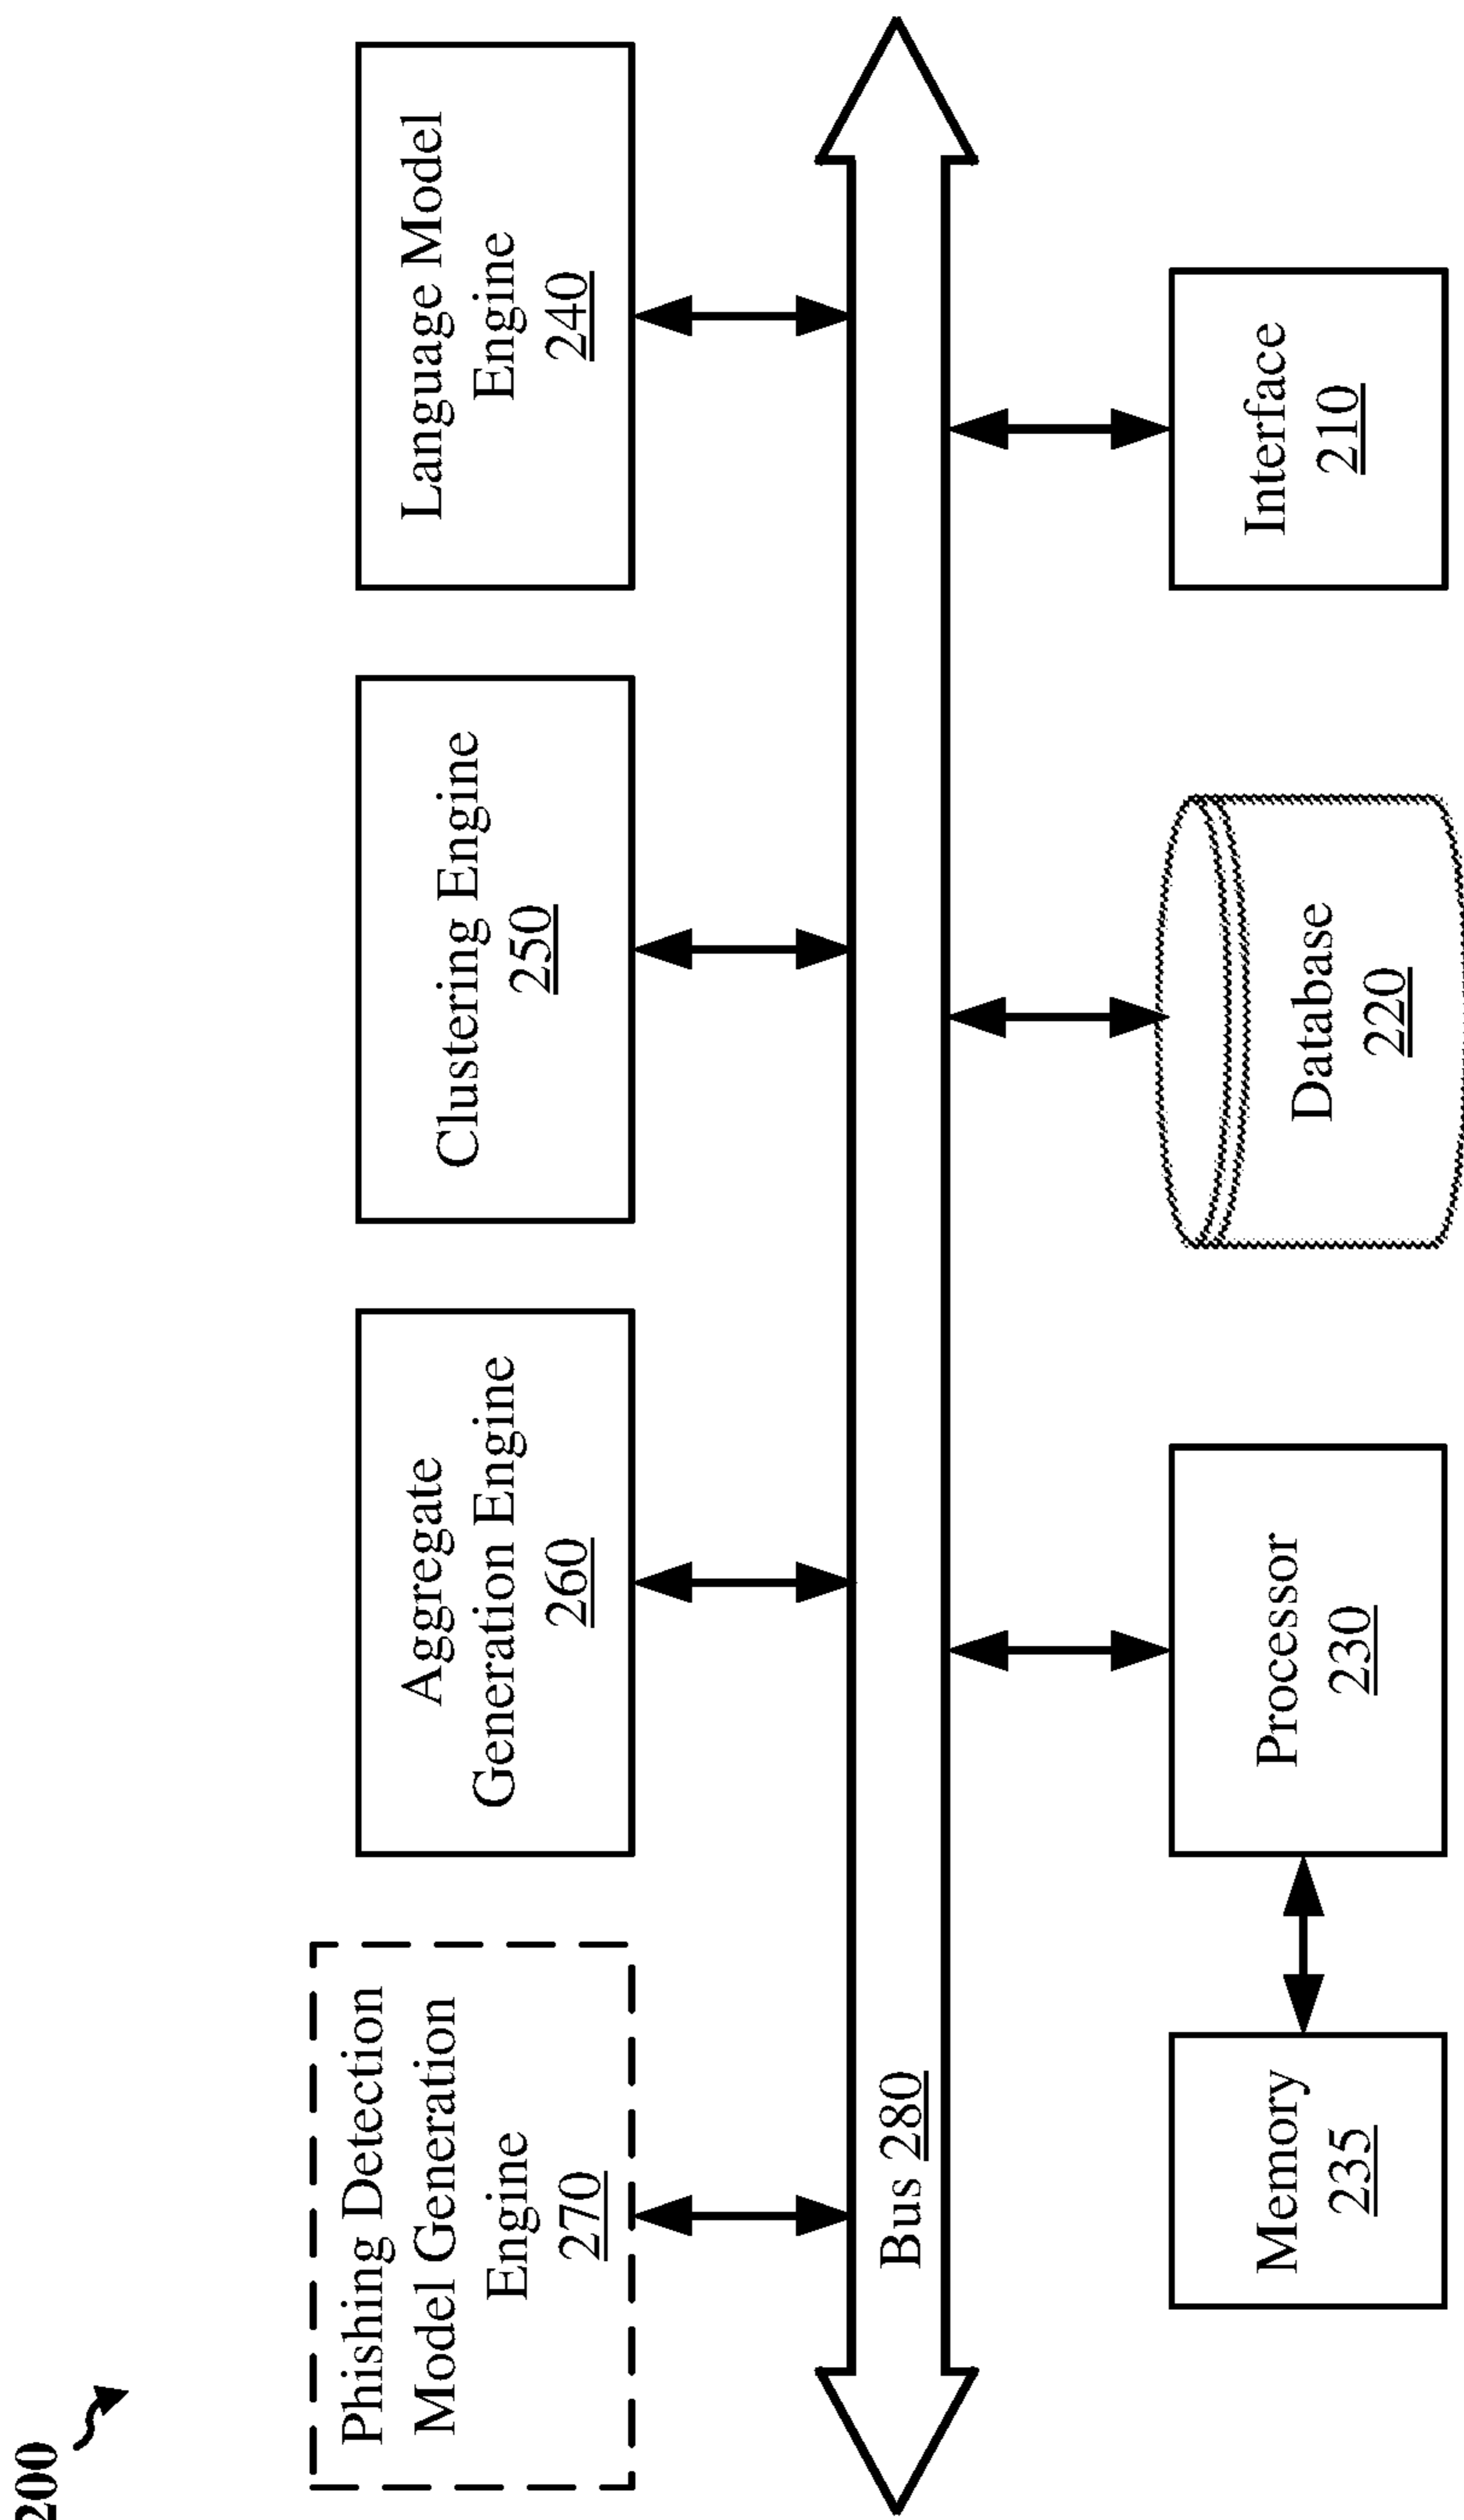 200
Phishing Detection
Model Generation
Engine
270
Aggregate
Generation Engine
260
Clustering Engine
250
Language Model
Engine
240
Bus 280
Memory
235
Processor
230
Database
220
Interface
210